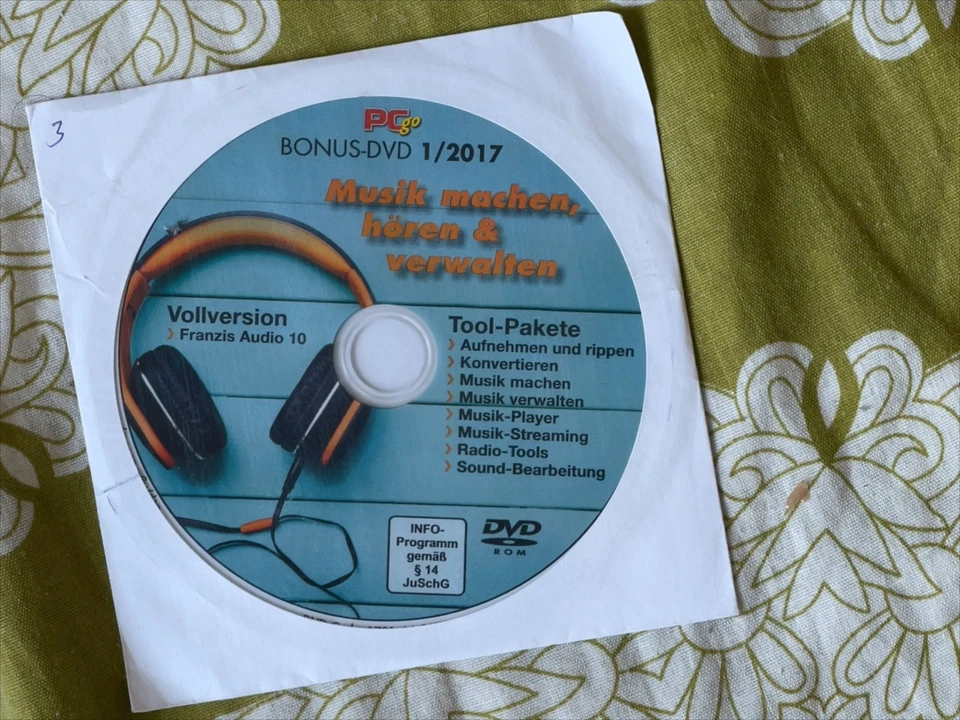 3
PCgo
BONUS-DVD 1/2017
Musik machen,
hören &
verwalten
Vollversion
› Franzis Audio 10
Tool-Pakete
› Aufnehmen und rippen
› Konvertieren
› Musik machen
› Musik verwalten
› Musik-Player
› Musik-Streaming
› Radio-Tools
› Sound-Bearbeitung
INFO-
Programm
gemäß
§ 14
JuSchG
DVD
ROM